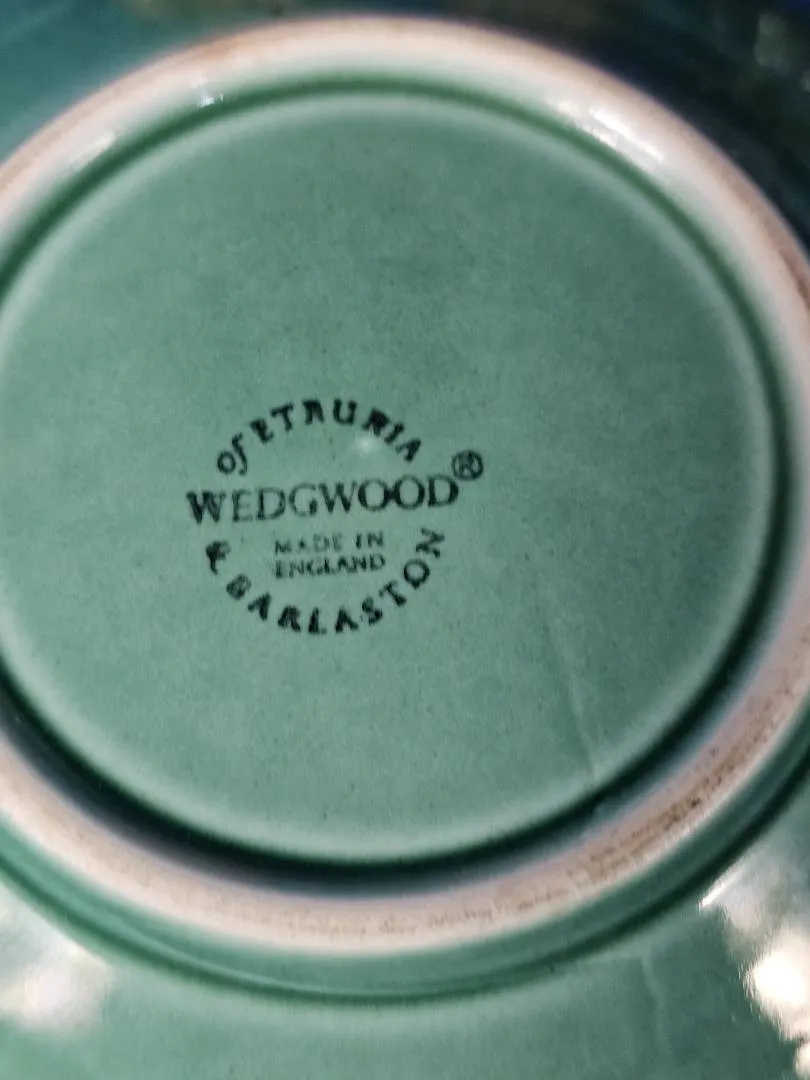 of ETRURIA
WEDGWOOD®
MADE IN
ENGLAND
& BARLASTON